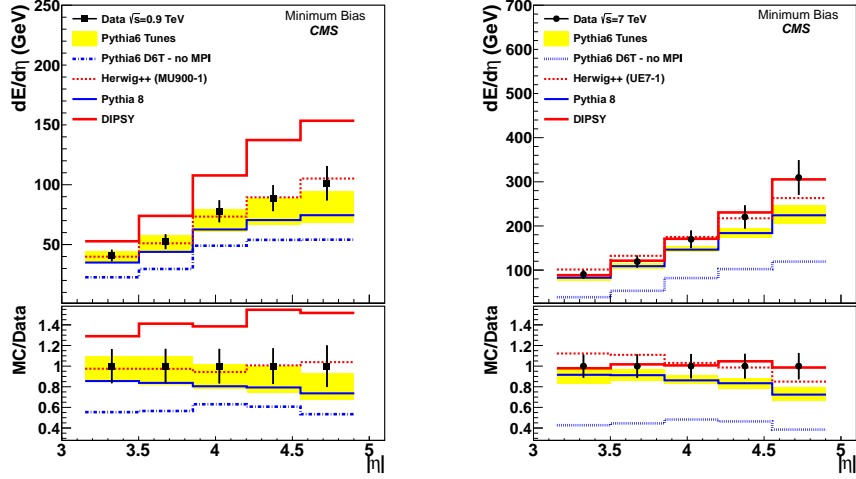 Data √s=0.9 TeV
Pythia6 Tunes
Pythia6 D6T - no MPI
Herwig++ (MU900-1)
Pythia 8
DIPSY
Minimum Bias
CMS
dE/dη (GeV)
250
200
150
100
50
MC/Data
1.4
1.2
1
0.8
0.6
0.4
3 3.5 4 4.5 5
|η|
Data √s=7 TeV
Pythia6 Tunes
Pythia6 D6T - no MPI
Herwig++ (UE7-1)
Pythia 8
DIPSY
Minimum Bias
CMS
dE/dη (GeV)
700
600
500
400
300
200
100
MC/Data
1.4
1.2
1
0.8
0.6
0.4
3 3.5 4 4.5 5
|η|